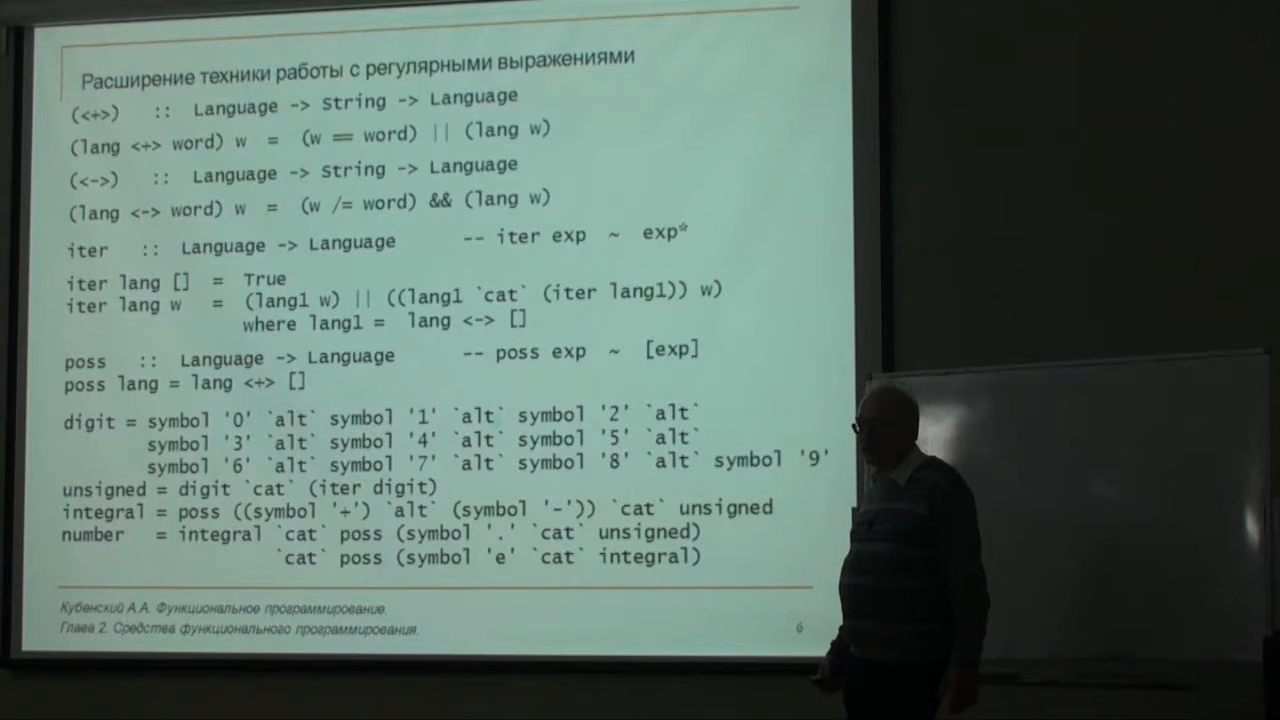 Расширение техники работы с регулярными выражениями
(<+>) :: Language -> String -> Language
(lang <+> word) w = (w == word) || (lang w)
(<->) :: Language -> String -> Language
(lang <-> word) w = (w /= word) && (lang w)
iter :: Language -> Language -- iter exp ~ exp*
iter lang [] = True
iter lang w = (lang1 w) || ((lang1 `cat` (iter lang1)) w)
where lang1 = lang <-> []
poss :: Language -> Language -- poss exp ~ [exp]
poss lang = lang <+> []
digit = symbol '0' `alt` symbol '1' `alt` symbol '2' `alt`
symbol '3' `alt` symbol '4' `alt` symbol '5' `alt`
symbol '6' `alt` symbol '7' `alt` symbol '8' `alt` symbol '9'
unsigned = digit `cat` (iter digit)
integral = poss ((symbol '+') `alt` (symbol '-')) `cat` unsigned
number = integral `cat` poss (symbol '.' `cat` unsigned)
`cat` poss (symbol 'e' `cat` integral)
Кубенский А.А. Функциональное программирование.
Глава 2. Средства функционального программирования.
6